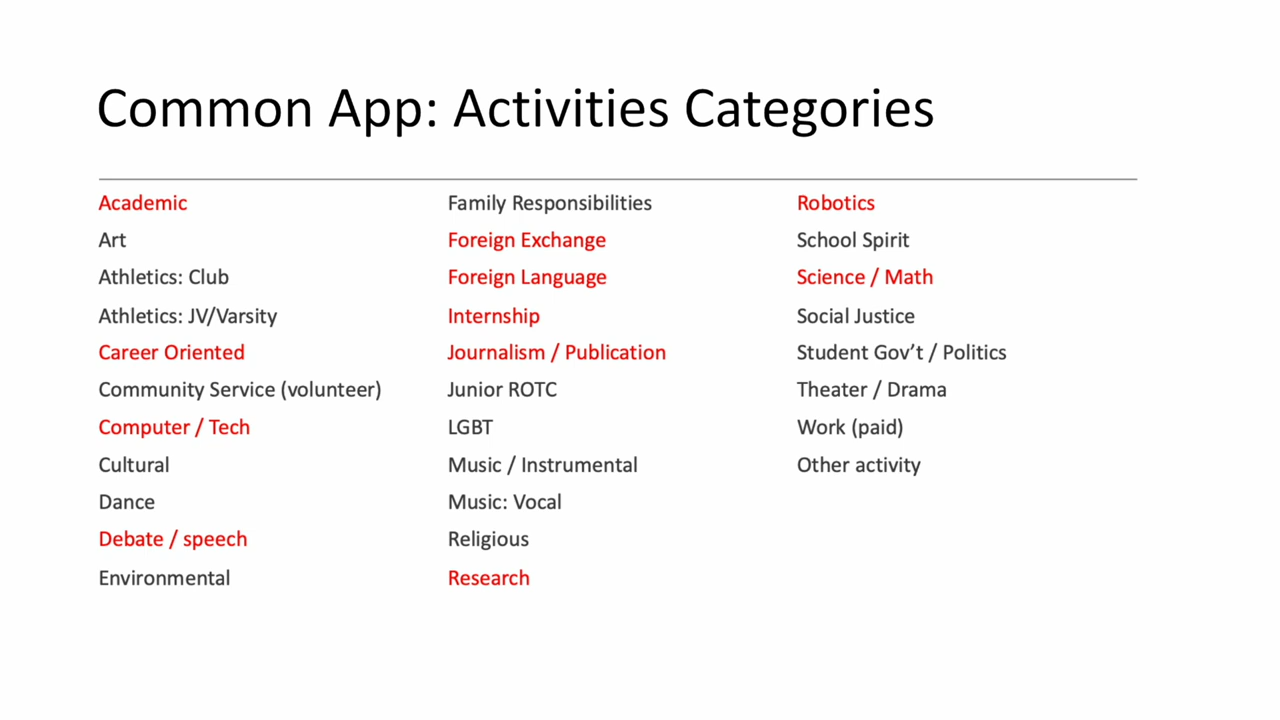 Common App: Activities Categories
Academic
Art
Athletics: Club
Athletics: JV/Varsity
Career Oriented
Community Service (volunteer)
Computer / Tech
Cultural
Dance
Debate / speech
Environmental
Family Responsibilities
Foreign Exchange
Foreign Language
Internship
Journalism / Publication
Junior ROTC
LGBT
Music / Instrumental
Music: Vocal
Religious
Research
Robotics
School Spirit
Science / Math
Social Justice
Student Gov’t / Politics
Theater / Drama
Work (paid)
Other activity